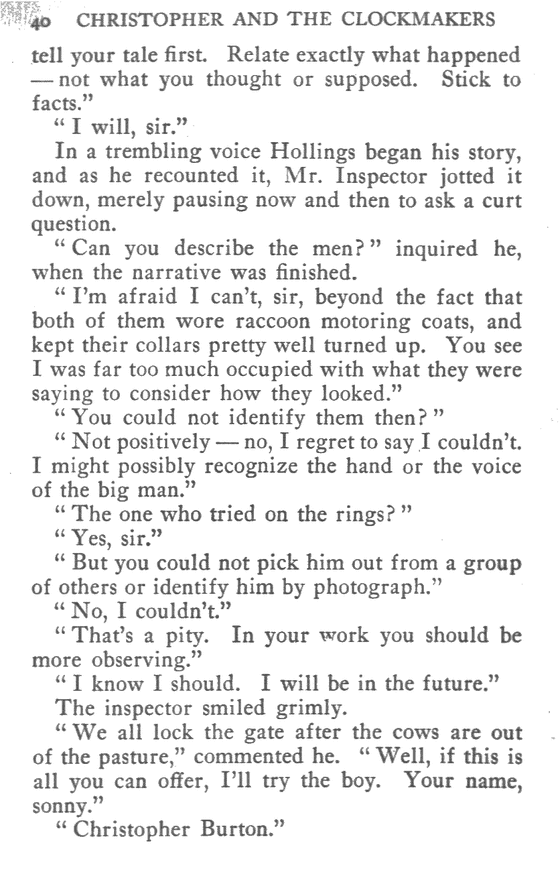 40 CHRISTOPHER AND THE CLOCKMAKERS
tell your tale first. Relate exactly what happened
— not what you thought or supposed. Stick to
facts.”
“ I will, sir.”
In a trembling voice Hollings began his story,
and as he recounted it, Mr. Inspector jotted it
down, merely pausing now and then to ask a curt
question.
“ Can you describe the men? ” inquired he,
when the narrative was finished.
“ I'm afraid I can't, sir, beyond the fact that
both of them wore raccoon motoring coats, and
kept their collars pretty well turned up. You see
I was far too much occupied with what they were
saying to consider how they looked.”
“ You could not identify them then? ”
“ Not positively — no, I regret to say I couldn't.
I might possibly recognize the hand or the voice
of the big man.”
“ The one who tried on the rings? ”
“ Yes, sir.”
“ But you could not pick him out from a group
of others or identify him by photograph.”
“ No, I couldn't.”
“ That's a pity. In your work you should be
more observing.”
“ I know I should. I will be in the future.”
The inspector smiled grimly.
“ We all lock the gate after the cows are out
of the pasture,” commented he. “ Well, if this is
all you can offer, I'll try the boy. Your name,
sonny.”
“ Christopher Burton.”